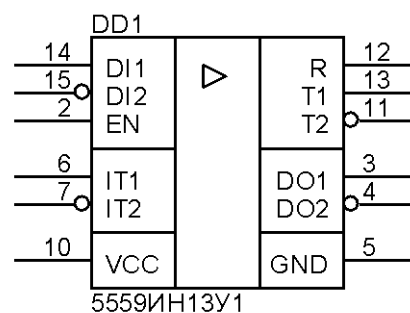 DD1
14 DI1 R 12
15 DI2 T1 13
2 EN T2 11
6 IT1 DO1 3
7 IT2 DO2 4
10 VCC GND 5
5559ИН13У1